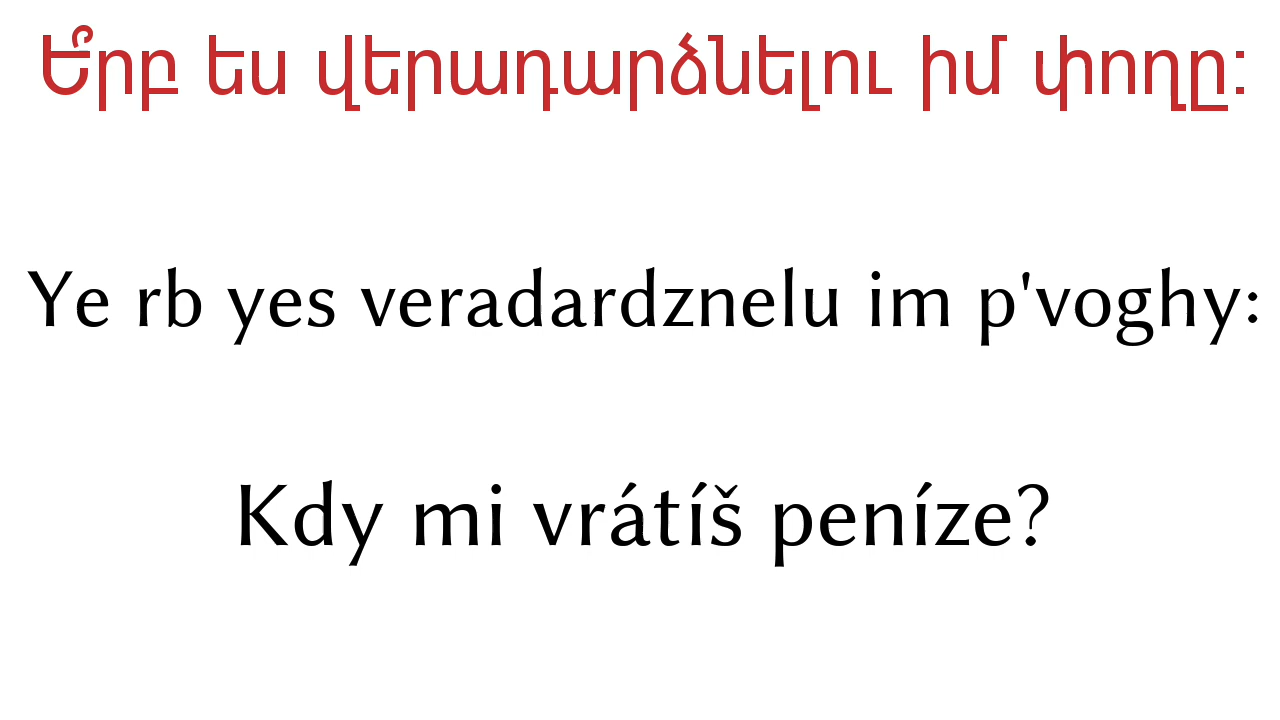 Ե՞րբ ես վերադարձնելու իմ փողը:
Ye rb yes veradardznelu im p'voghy:
Kdy mi vrátíš peníze?